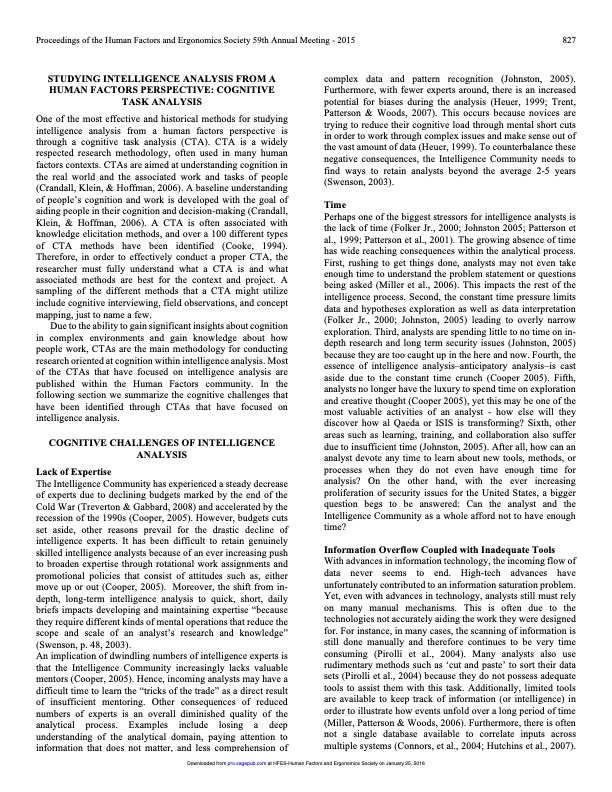 Proceedings of the Human Factors and Ergonomics Society 59th Annual Meeting - 2015
827
STUDYING INTELLIGENCE ANALYSIS FROM A
HUMAN FACTORS PERSPECTIVE: COGNITIVE
TASK ANALYSIS
One of the most effective and historical methods for studying
intelligence analysis from a human factors perspective is
through a cognitive task analysis (CTA). CTA is a widely
respected research methodology, often used in many human
factors contexts. CTAs are aimed at understanding cognition in
the real world and the associated work and tasks of people
(Crandall, Klein, & Hoffman, 2006). A baseline understanding
of people's cognition and work is developed with the goal of
aiding people in their cognition and decision-making (Crandall,
Klein, & Hoffman, 2006). A CTA is often associated with
knowledge elicitation methods, and over a 100 different types
of CTA methods have been identified (Cooke, 1994).
Therefore, in order to effectively conduct a proper CTA, the
researcher must fully understand what a CTA is and what
associated methods are best for the context and project. A
sampling of the different methods that a CTA might utilize
include cognitive interviewing, field observations, and concept
mapping, just to name a few.
Due to the ability to gain significant insights about cognition
in complex environments and gain knowledge about how
people work, CTAs are the main methodology for conducting
research oriented at cognition within intelligence analysis. Most
of the CTAs that have focused on intelligence analysis are
published within the Human Factors community. In the
following section we summarize the cognitive challenges that
have been identified through CTAs that have focused on
intelligence analysis.
COGNITIVE CHALLENGES OF INTELLIGENCE
ANALYSIS
Lack of Expertise
The Intelligence Community has experienced a steady decrease
of experts due to declining budgets marked by the end of the
Cold War (Treverton & Gabbard, 2008) and accelerated by the
recession of the 1990s (Cooper, 2005). However, budgets cuts
set aside, other reasons prevail for the drastic decline of
intelligence experts. It has been difficult to retain genuinely
skilled intelligence analysts because of an ever increasing push
to broaden expertise through rotational work assignments and
promotional policies that consist of attitudes such as, either
move up or out (Cooper, 2005). Moreover, the shift from in-
depth, long-term intelligence analysis to quick, short, daily
briefs impacts developing and maintaining expertise “because
they require different kinds of mental operations that reduce the
scope and scale of an analyst's research and knowledge”
(Swenson, p. 48, 2003).
An implication of dwindling numbers of intelligence experts is
that the Intelligence Community increasingly lacks valuable
mentors (Cooper, 2005). Hence, incoming analysts may have a
difficult time to learn the “tricks of the trade” as a direct result
of insufficient mentoring. Other consequences of reduced
numbers of experts is an overall diminished quality of the
analytical process. Examples include losing a deep
understanding of the analytical domain, paying attention to
information that does not matter, and less comprehension of
complex data and pattern recognition (Johnston, 2005).
Furthermore, with fewer experts around, there is an increased
potential for biases during the analysis (Heuer, 1999; Trent,
Patterson & Woods, 2007). This occurs because novices are
trying to reduce their cognitive load through mental short cuts
in order to work through complex issues and make sense out of
the vast amount of data (Heuer, 1999). To counterbalance these
negative consequences, the Intelligence Community needs to
find ways to retain analysts beyond the average 2-5 years
(Swenson, 2003).
Time
Perhaps one of the biggest stressors for intelligence analysts is
the lack of time (Folker Jr., 2000; Johnston 2005; Patterson et
al., 1999; Patterson et al., 2001). The growing absence of time
has wide reaching consequences within the analytical process.
First, rushing to get things done, analysts may not even take
enough time to understand the problem statement or questions
being asked (Miller et al., 2006). This impacts the rest of the
intelligence process. Second, the constant time pressure limits
data and hypotheses exploration as well as data interpretation
(Folker Jr., 2000; Johnston, 2005) leading to overly narrow
exploration. Third, analysts are spending little to no time on in-
depth research and long term security issues (Johnston, 2005)
because they are too caught up in the here and now. Fourth, the
essence of intelligence analysis–anticipatory analysis–is cast
aside due to the constant time crunch (Cooper 2005). Fifth,
analysts no longer have the luxury to spend time on exploration
and creative thought (Cooper 2005), yet this may be one of the
most valuable activities of an analyst - how else will they
discover how al Qaeda or ISIS is transforming? Sixth, other
areas such as learning, training, and collaboration also suffer
due to insufficient time (Johnston, 2005). After all, how can an
analyst devote any time to learn about new tools, methods, or
processes when they do not even have enough time for
analysis? On the other hand, with the ever increasing
proliferation of security issues for the United States, a bigger
question begs to be answered: Can the analyst and the
Intelligence Community as a whole afford not to have enough
time?
Information Overflow Coupled with Inadequate Tools
With advances in information technology, the incoming flow of
data never seems to end. High-tech advances have
unfortunately contributed to an information saturation problem.
Yet, even with advances in technology, analysts still must rely
on many manual mechanisms. This is often due to the
technologies not accurately aiding the work they were designed
for. For instance, in many cases, the scanning of information is
still done manually and therefore continues to be very time
consuming (Pirolli et al., 2004). Many analysts also use
rudimentary methods such as ‘cut and paste’ to sort their data
sets (Pirolli et al., 2004) because they do not possess adequate
tools to assist them with this task. Additionally, limited tools
are available to keep track of information (or intelligence) in
order to illustrate how events unfold over a long period of time
(Miller, Patterson & Woods, 2006). Furthermore, there is often
not a single database available to correlate inputs across
multiple systems (Connors, et al., 2004; Hutchins et al., 2007).
Downloaded from pro.sagepub.com at HFES-Human Factors and Ergonomics Society on January 25, 2016